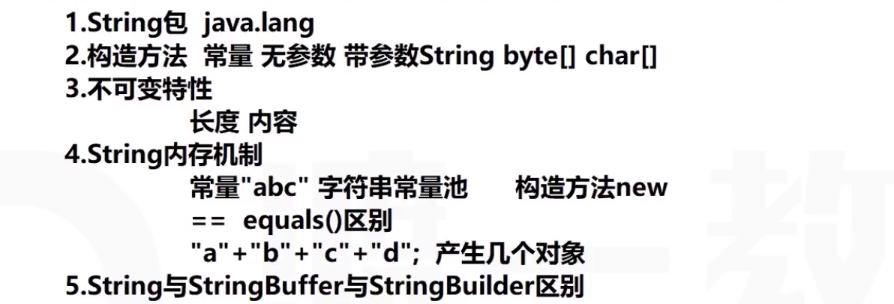 1.String包 java.lang
2.构造方法 常量 无参数 带参数String byte[] char[]
3.不可变特性
长度 内容
4.String内存机制
常量"abc" 字符串常量池 构造方法new
== equals()区别
"a"+"b"+"c"+"d"; 产生几个对象
5.String与StringBuffer与StringBuilder区别